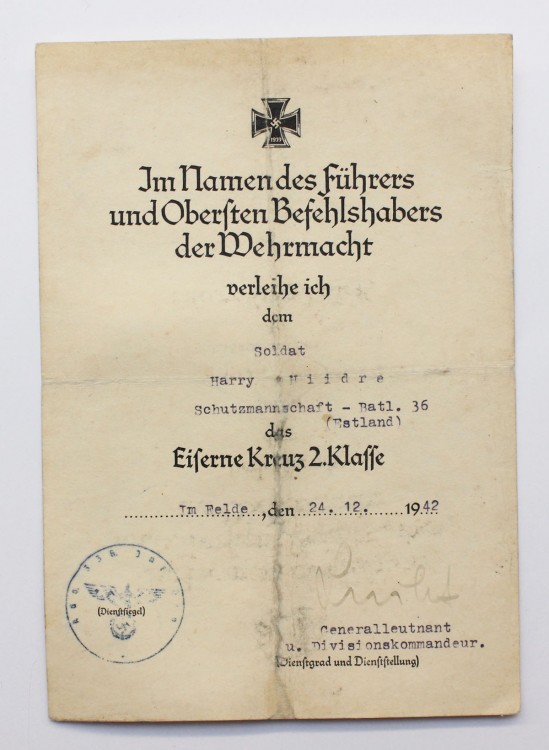 1939
Im Namen des Führers
und Obersten Befehlshabers
der Wehrmacht
verleihe ich
dem
Soldat
Harry
Schutzmannschaft - Batl. 36
(Estland)
das
Eiserne Kreuz 2. Klasse
Im Felde, den 24. 12. 1942
(Dienstsiegel)
Generalleutnant
u. Divisionskommandeur.
(Dienstgrad und Dienststellung)